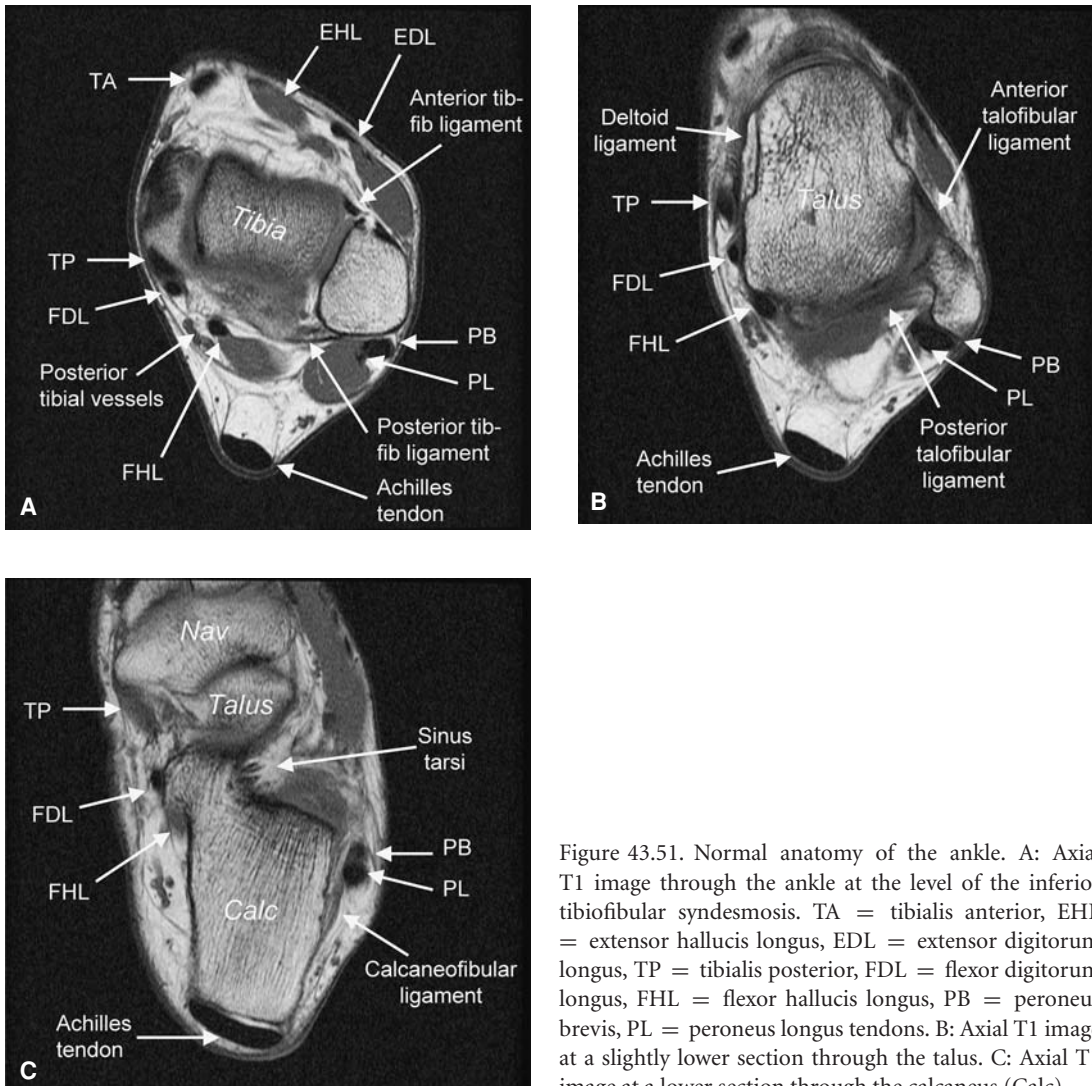 EHL
EDL
TA
Anterior tib-
fib ligament
Tibia
TP
FDL
PB
PL
Posterior
tibial vessels
Posterior tib-
fib ligament
FHL
Achilles
tendon
A
Anterior
talofibular
ligament
Deltoid
ligament
TP
Talus
FDL
FHL
PB
PL
Posterior
talofibular
ligament
Achilles
tendon
B
Nav
Talus
TP
Sinus
tarsi
FDL
PB
PL
FHL
Calc
Calcaneofibular
ligament
Achilles
tendon
C
Figure 43.51. Normal anatomy of the ankle. A: Axia
T1 image through the ankle at the level of the inferio
tibiofibular syndesmosis. TA = tibialis anterior, EHL
= extensor hallucis longus, EDL = extensor digitorum
longus, TP = tibialis posterior, FDL = flexor digitorum
longus, FHL = flexor hallucis longus, PB = peroneu
brevis, PL = peroneus longus tendons. B: Axial T1 imag
at a slightly lower section through the talus. C: Axial T
image at a lower section through the calcaneus (Calc)